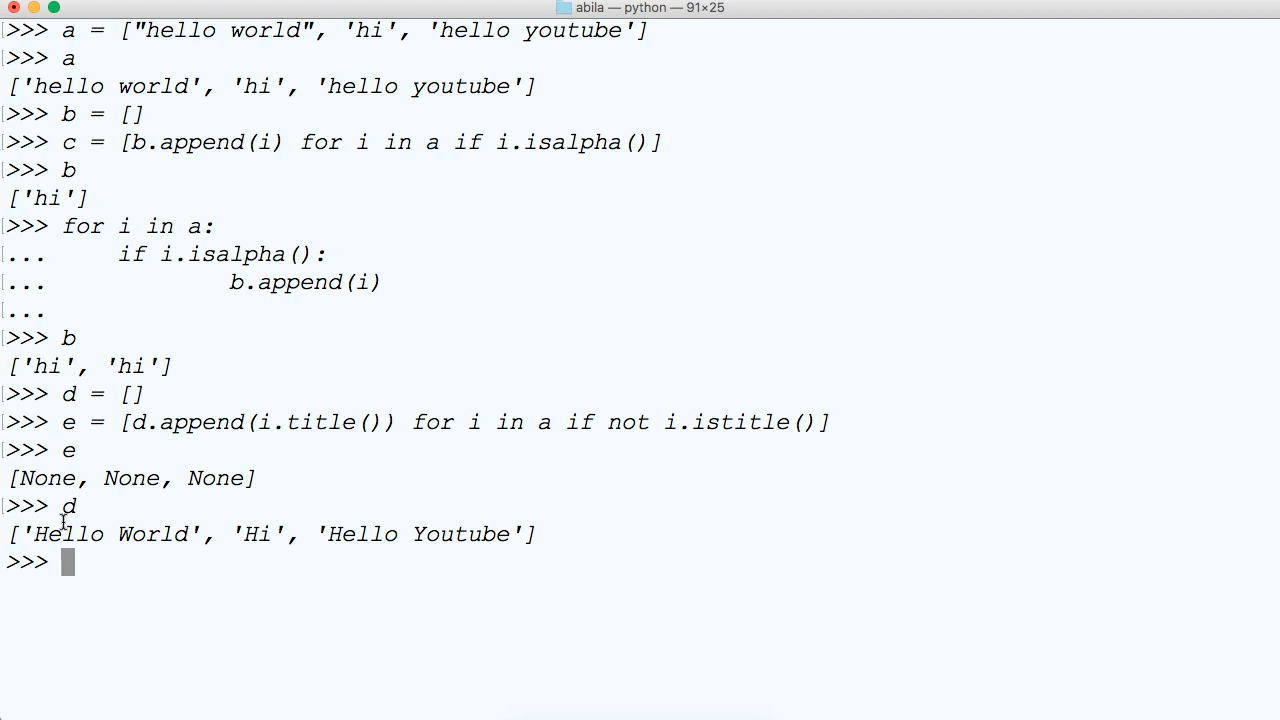 abila — python — 91×25
>>> a = ["hello world", 'hi', 'hello youtube']
>>> a
['hello world', 'hi', 'hello youtube']
>>> b = []
>>> c = [b.append(i) for i in a if i.isalpha()]
>>> b
['hi']
>>> for i in a:
...     if i.isalpha():
...             b.append(i)
...
>>> b
['hi', 'hi']
>>> d = []
>>> e = [d.append(i.title()) for i in a if not i.istitle()]
>>> e
[None, None, None]
>>> d
['Hello World', 'Hi', 'Hello Youtube']
>>>